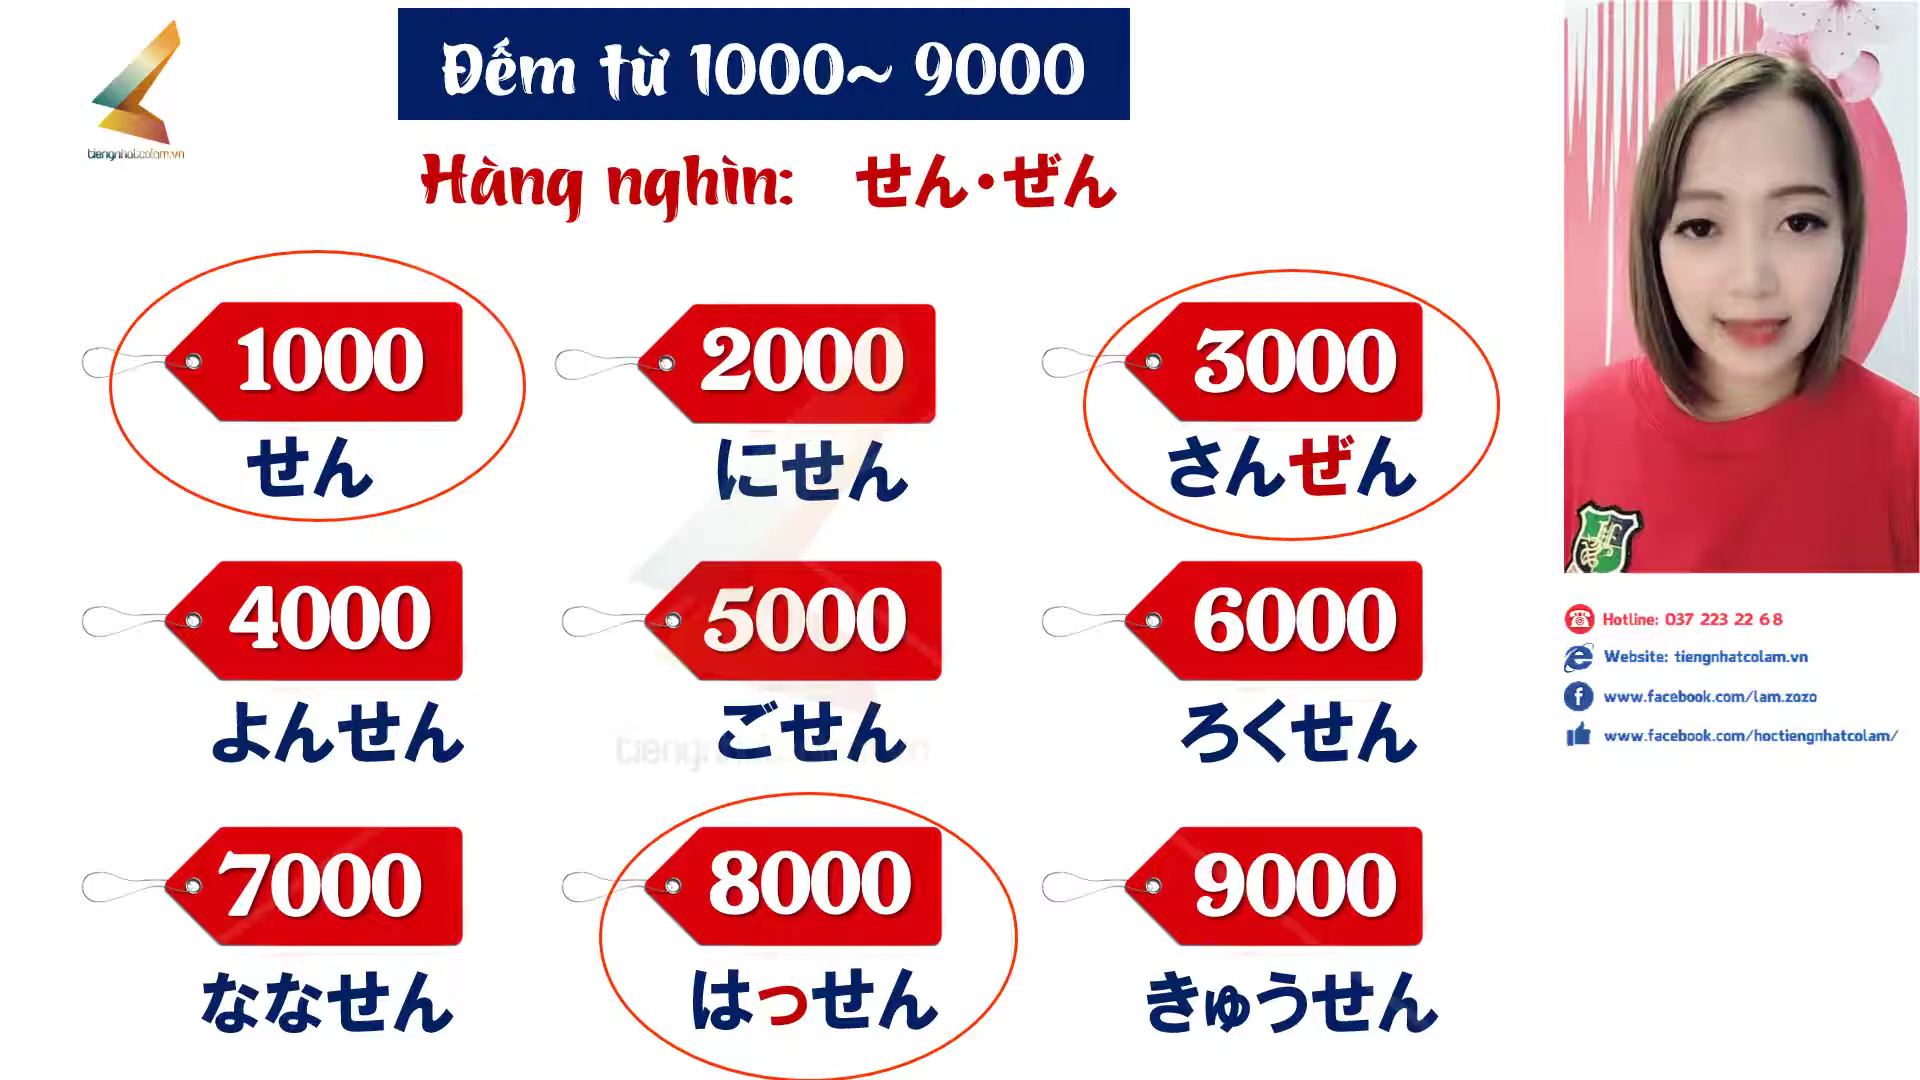 tiengnhatcolam.vn
Đếm từ 1000~ 9000
Hàng nghìn: せん・ぜん
1000 2000 3000
せん にせん さんぜん
4000 5000 6000
よんせん ごせん ろくせん
7000 8000 9000
ななせん はっせん きゅうせん
tiengnhatcolam.vn
Hotline: 037 223 22 68
Website: tiengnhatcolam.vn
www.facebook.com/lam.zozo
www.facebook.com/hoctiengnhatcolam/